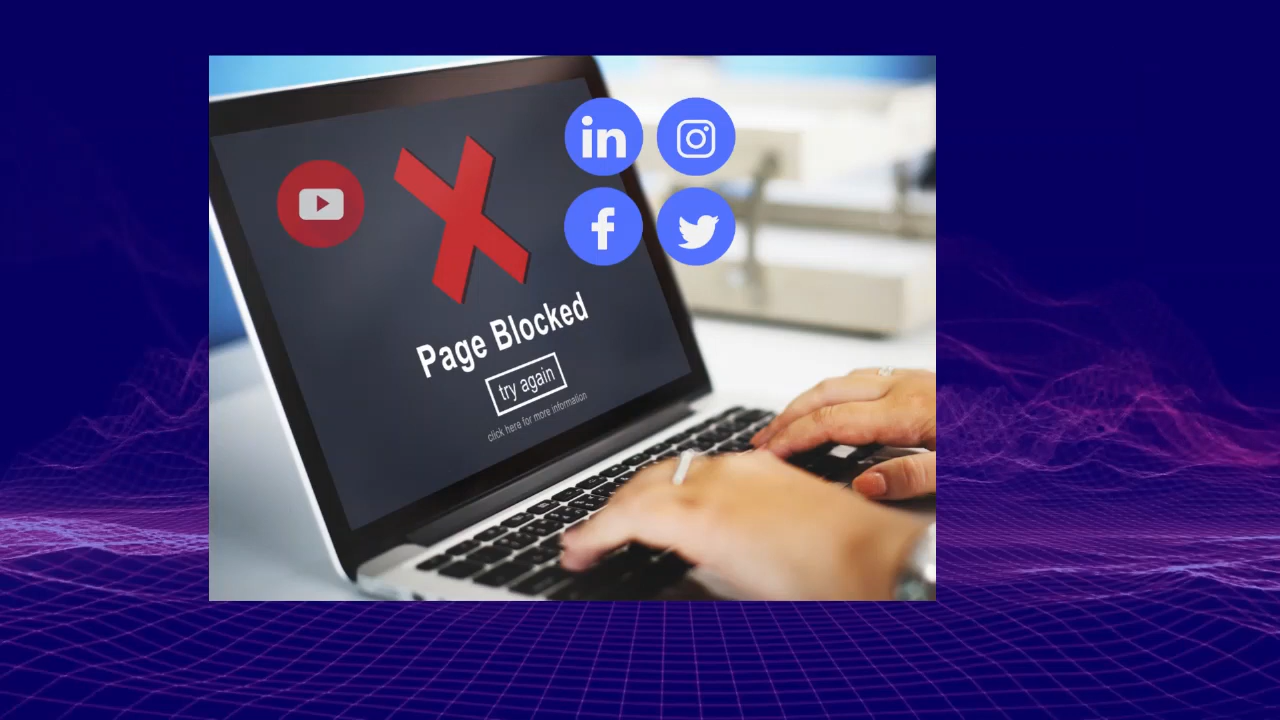 in
f
Page Blocked
try again
click here for more information